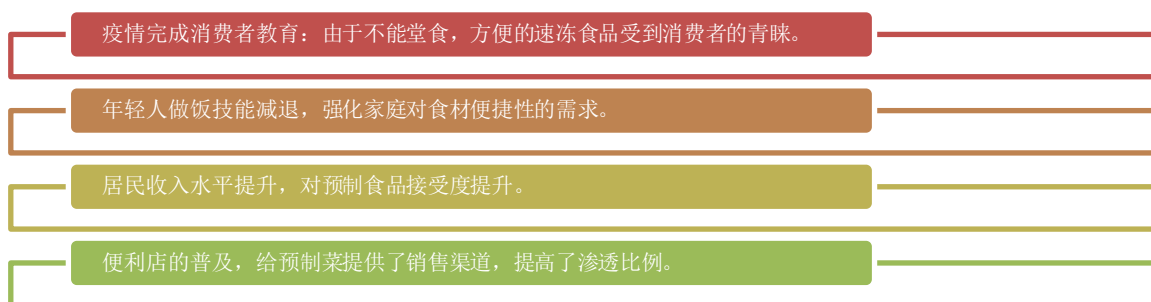 疫情完成消费者教育：由于不能堂食，方便的速冻食品受到消费者的青睐。
年轻人做饭技能减退，强化家庭对食材便捷性的需求。
居民收入水平提升，对预制食品接受度提升。
便利店的普及，给预制菜提供了销售渠道，提高了渗透比例。